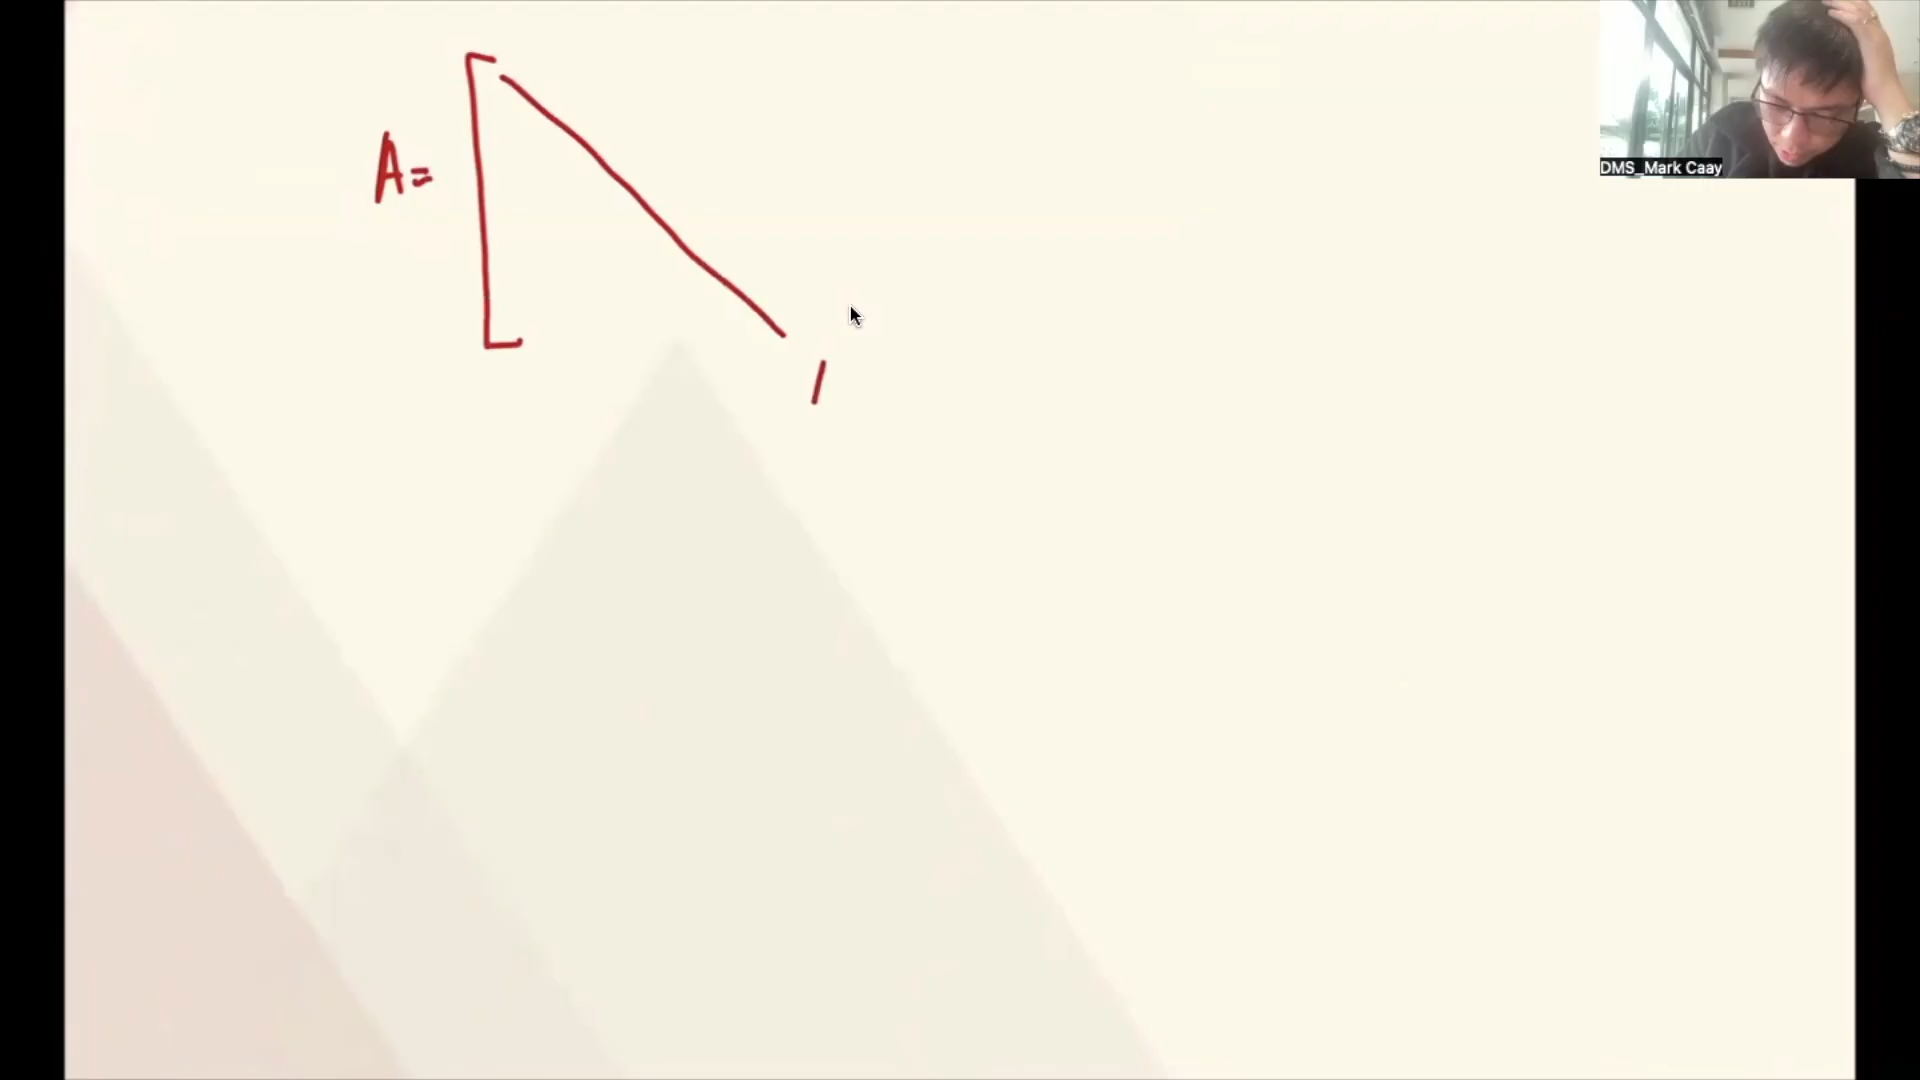 A = [
DMS_Mark Caay